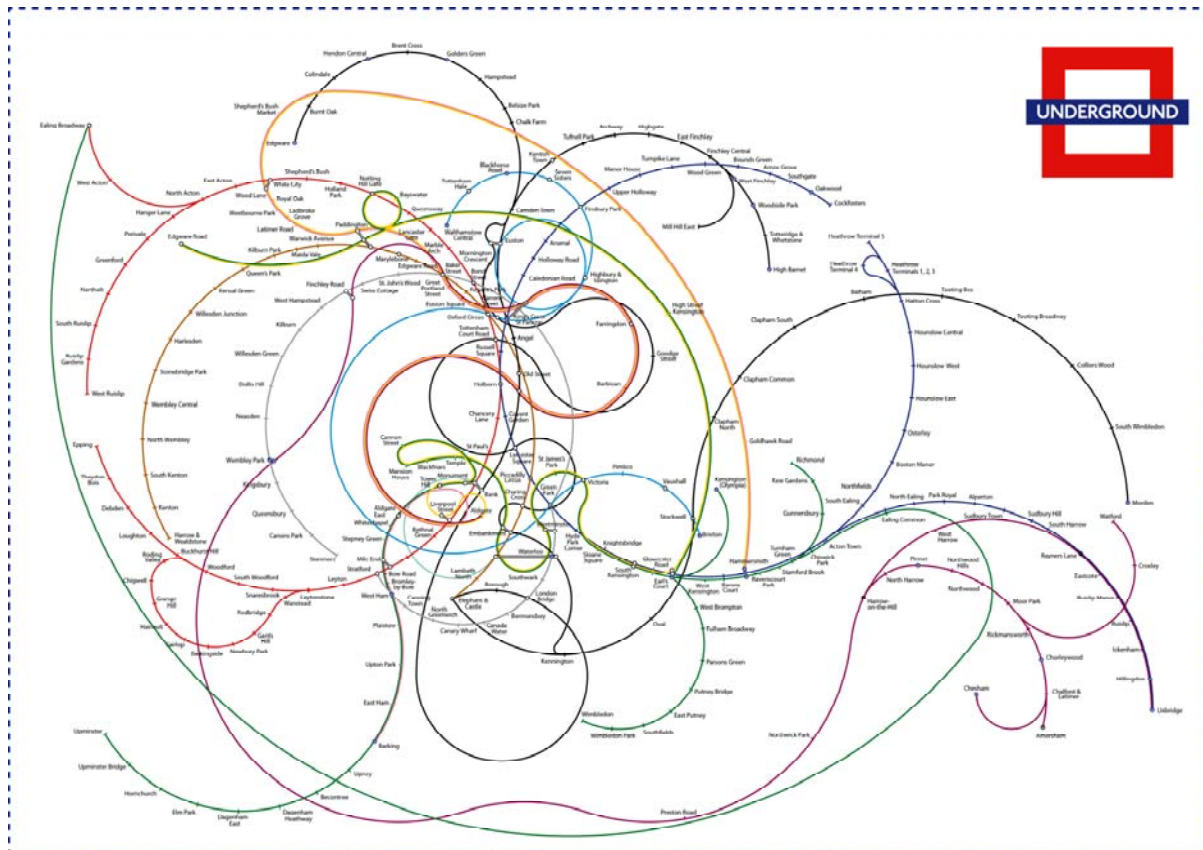 UNDERGROUND
Brent Cross
Hendon Central
Golders Green
Colindale
Hampstead
Shepherd's Bush
Market
Burnt Oak
Belsize Park
Chalk Farm
Edgware
Ealing Broadway
Tufnell Park
Archway
Highgate
East Finchley
Kentish
Town
Finchley Central
Bounds Green
Turnpike Lane
Arnos Grove
Southgate
Oakwood
Cockfosters
Manor House
Wood Green
West Finchley
Woodside Park
Blackhorse
Road
Seven
Sisters
Tottenham
Hale
Upper Holloway
Finsbury Park
West Acton
North Acton
East Acton
Shepherd's Bush
White City
Wood Lane
Holland
Park
Notting
Hill Gate
Bayswater
Queensway
Royal Oak
Westbourne Park
Ladbroke
Grove
Latimer Road
Paddington
Lancaster
Gate
Walthamstow
Central
Camden Town
Mill Hill East
Totteridge &
Whetstone
High Barnet
Heathrow Terminal 5
Heathrow
Terminal 4
Heathrow
Terminals 1, 2, 3
Hanger Lane
Edgware Road
Perivale
Greenford
Northolt
South Ruislip
Ruislip
Gardens
West Ruislip
Warwick Avenue
Maida Vale
Kilburn Park
Queen's Park
Kensal Green
Willesden Junction
Harlesden
Stonebridge Park
Wembley Central
North Wembley
South Kenton
Kenton
Harrow &
Wealdstone
Marylebone
Edgware Road
Marble
Arch
Baker
Street
Bond
Street
Mornington
Crescent
Euston
Arsenal
Holloway Road
Caledonian Road
Highbury &
Islington
Finchley Road
Swiss Cottage
St. John's Wood
Great
Portland
Street
Euston Square
Oxford Circus
West Hampstead
Kilburn
Willesden Green
Dollis Hill
Neasden
Wembley Park
Kingsbury
Queensbury
Canons Park
Stanmore
Tottenham
Court Road
Russell
Square
Angel
Old Street
Holborn
Farringdon
Barbican
Goodge
Street
High Street
Kensington
Balham
Tooting Bec
Hatton Cross
Tooting Broadway
Clapham South
Hounslow Central
Hounslow West
Hounslow East
Colliers Wood
Clapham Common
Clapham
North
Osterley
South Wimbledon
Goldhawk Road
Boston Manor
Morden
Chancery
Lane
Covent
Garden
St Paul's
Leicester
Square
Cannon
Street
Mansion
House
Blackfriars
Temple
Monument
Tower
Hill
Bank
Piccadilly
Circus
Charing
Cross
Green
Park
St James's
Park
Liverpool
Street
Aldgate
Aldgate
East
Whitechapel
Stepney Green
Bethnal
Green
Mile End
Bow Road
Bromley-
by-Bow
West Ham
Embankment
Westminster
Hyde
Park
Corner
Waterloo
Lambeth
North
Southwark
Borough
Elephant &
Castle
London
Bridge
Bermondsey
Canada
Water
Canary Wharf
North
Greenwich
Canning
Town
Kennington
Oval
Pimlico
Victoria
Vauxhall
Stockwell
Brixton
Kensington
(Olympia)
Knightsbridge
Sloane
Square
South
Kensington
Gloucester
Road
Earl's
Court
West
Kensington
Barons
Court
Hammersmith
Ravenscourt
Park
Stamford Brook
Turnham
Green
Chiswick
Park
Acton Town
Richmond
Kew Gardens
Gunnersbury
South Ealing
Northfields
Ealing Common
North Ealing
Park Royal
Alperton
Sudbury Town
Sudbury Hill
South Harrow
Rayners Lane
Eastcote
Ruislip Manor
Ruislip
Ickenham
Hillingdon
Uxbridge
Watford
Croxley
West
Harrow
Pinner
Northwood
Hills
North Harrow
Northwood
Harrow-
on-the-Hill
Moor Park
Rickmansworth
Chorleywood
Chalfont &
Latimer
Chesham
Amersham
Northwick Park
Preston Road
West Brompton
Fulham Broadway
Parsons Green
Putney Bridge
East Putney
Southfields
Wimbledon Park
Wimbledon
Epping
Theydon
Bois
Debden
Loughton
Buckhurst Hill
Roding
Valley
Chigwell
Grange
Hill
Hainault
Fairlop
Barkingside
Newbury Park
Gants
Hill
Redbridge
Wanstead
Woodford
South Woodford
Snaresbrook
Leytonstone
Leyton
Stratford
Plaistow
Upton Park
East Ham
Barking
Upney
Becontree
Dagenham
Heathway
Dagenham
East
Elm Park
Hornchurch
Upminster Bridge
Upminster